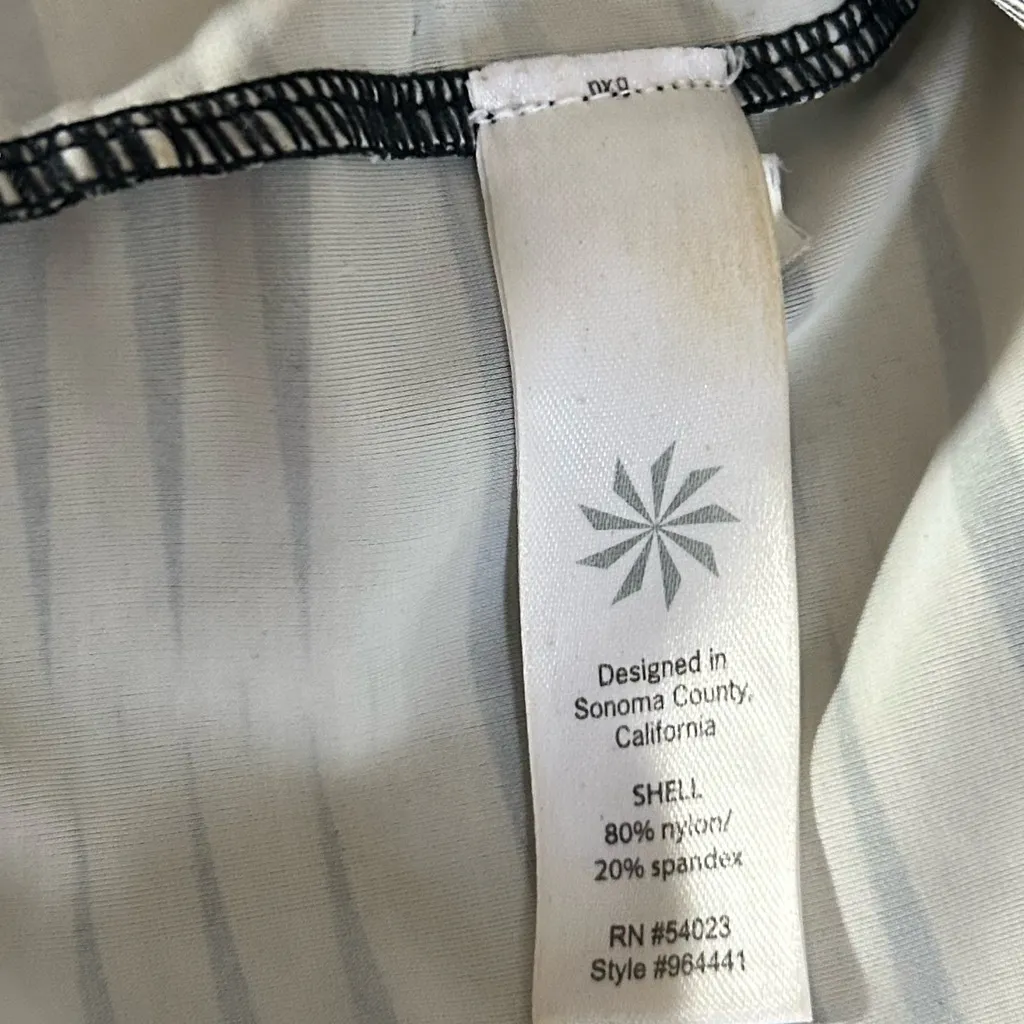 Designed in
Sonoma County,
California
SHELL
80% nylon/
20% spandex
RN #54023
Style #964441